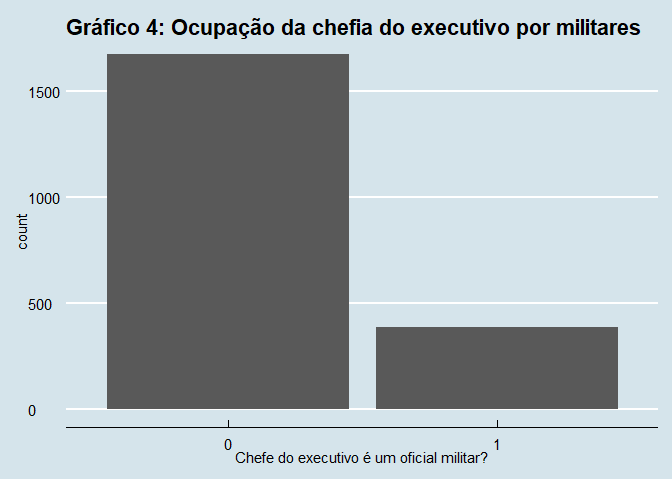 Gráfico 4: Ocupação da chefia do executivo por militares
1500
1000
500
0
count
0
1
Chefe do executivo é um oficial militar?